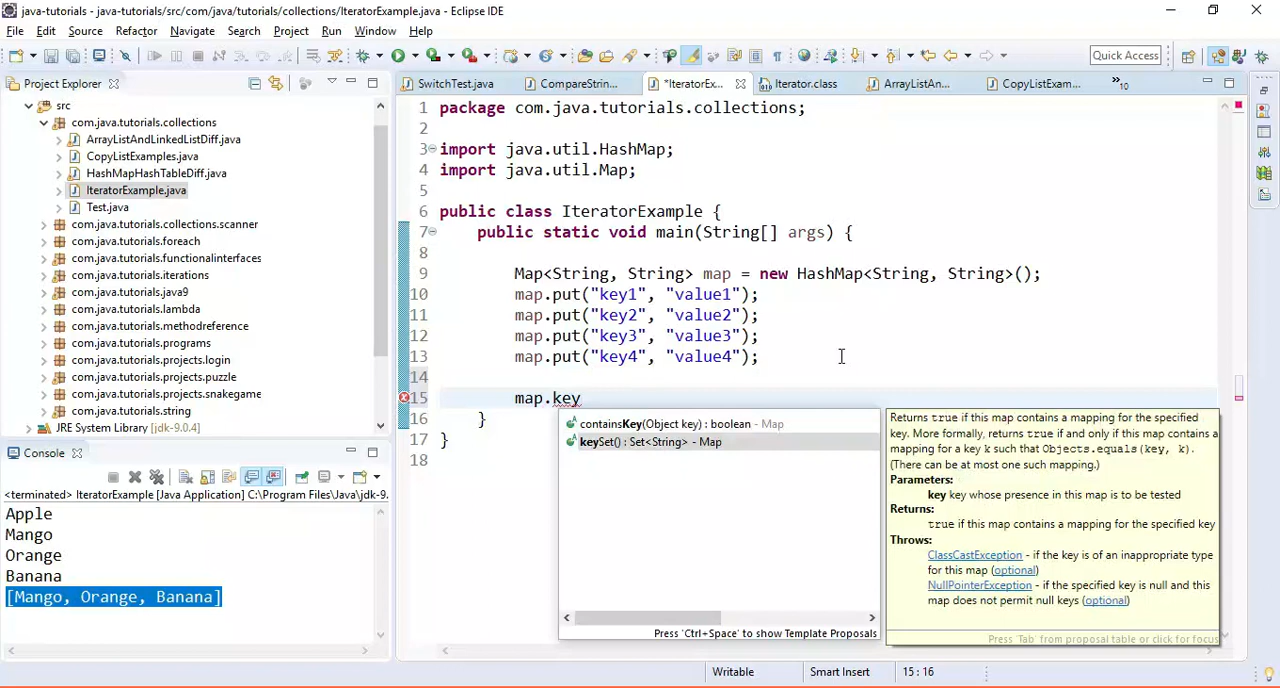 java-tutorials - java-tutorials/src/com/java/tutorials/collections/IteratorExample.java - Eclipse IDE
File Edit Source Refactor Navigate Search Project Run Window Help
Quick Access
Project Explorer
SwitchTest.java
CompareStrin...
*IteratorEx...
Iterator.class
ArrayListAn...
CopyListExam...
»10
src
com.java.tutorials.collections
ArrayListAndLinkedListDiff.java
CopyListExamples.java
HashMapHashTableDiff.java
IteratorExample.java
Test.java
com.java.tutorials.collections.scanner
com.java.tutorials.foreach
com.java.tutorials.functionalinterfaces
com.java.tutorials.iterations
com.java.tutorials.java9
com.java.tutorials.lambda
com.java.tutorials.methodreference
com.java.tutorials.programs
com.java.tutorials.projects.login
com.java.tutorials.projects.puzzle
com.java.tutorials.projects.snakegame
com.java.tutorials.string
JRE System Library [jdk-9.0.4]
Console
<terminated> IteratorExample [Java Application] C:\Program Files\Java\jdk-9.
Apple
Mango
Orange
Banana
[Mango, Orange, Banana]
1 package com.java.tutorials.collections;
2
3 import java.util.HashMap;
4 import java.util.Map;
5
6 public class IteratorExample {
7 public static void main(String[] args) {
8
9 Map<String, String> map = new HashMap<String, String>();
10 map.put("key1", "value1");
11 map.put("key2", "value2");
12 map.put("key3", "value3");
13 map.put("key4", "value4");
14
15 map.key
16 }
17 }
18
containsKey(Object key) : boolean - Map
keySet() : Set<String> - Map
Press 'Ctrl+Space' to show Template Proposals
Returns true if this map contains a mapping for the specified
key. More formally, returns true if and only if this map contains a
mapping for a key k such that Objects.equals(key, k).
(There can be at most one such mapping.)
Parameters:
key key whose presence in this map is to be tested
Returns:
true if this map contains a mapping for the specified key
Throws:
ClassCastException - if the key is of an inappropriate type
for this map (optional)
NullPointerException - if the specified key is null and this
map does not permit null keys (optional)
Press 'Tab' from proposal table or click for focus
Writable
Smart Insert
15 : 16